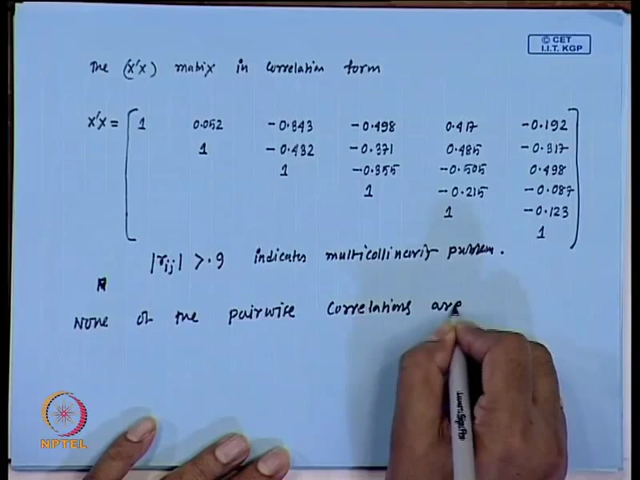 © CET
I.I.T. KGP
The (X'X) matrix in correlation form
X'X = 1 0.052 -0.343 -0.498 0.417 -0.192
1 -0.432 -0.371 0.485 -0.317
1 -0.355 -0.505 0.498
1 -0.215 -0.087
1 -0.123
1
|rij| > .9 indicates multicollinearity problem.
None of the pairwise correlations are
NPTEL